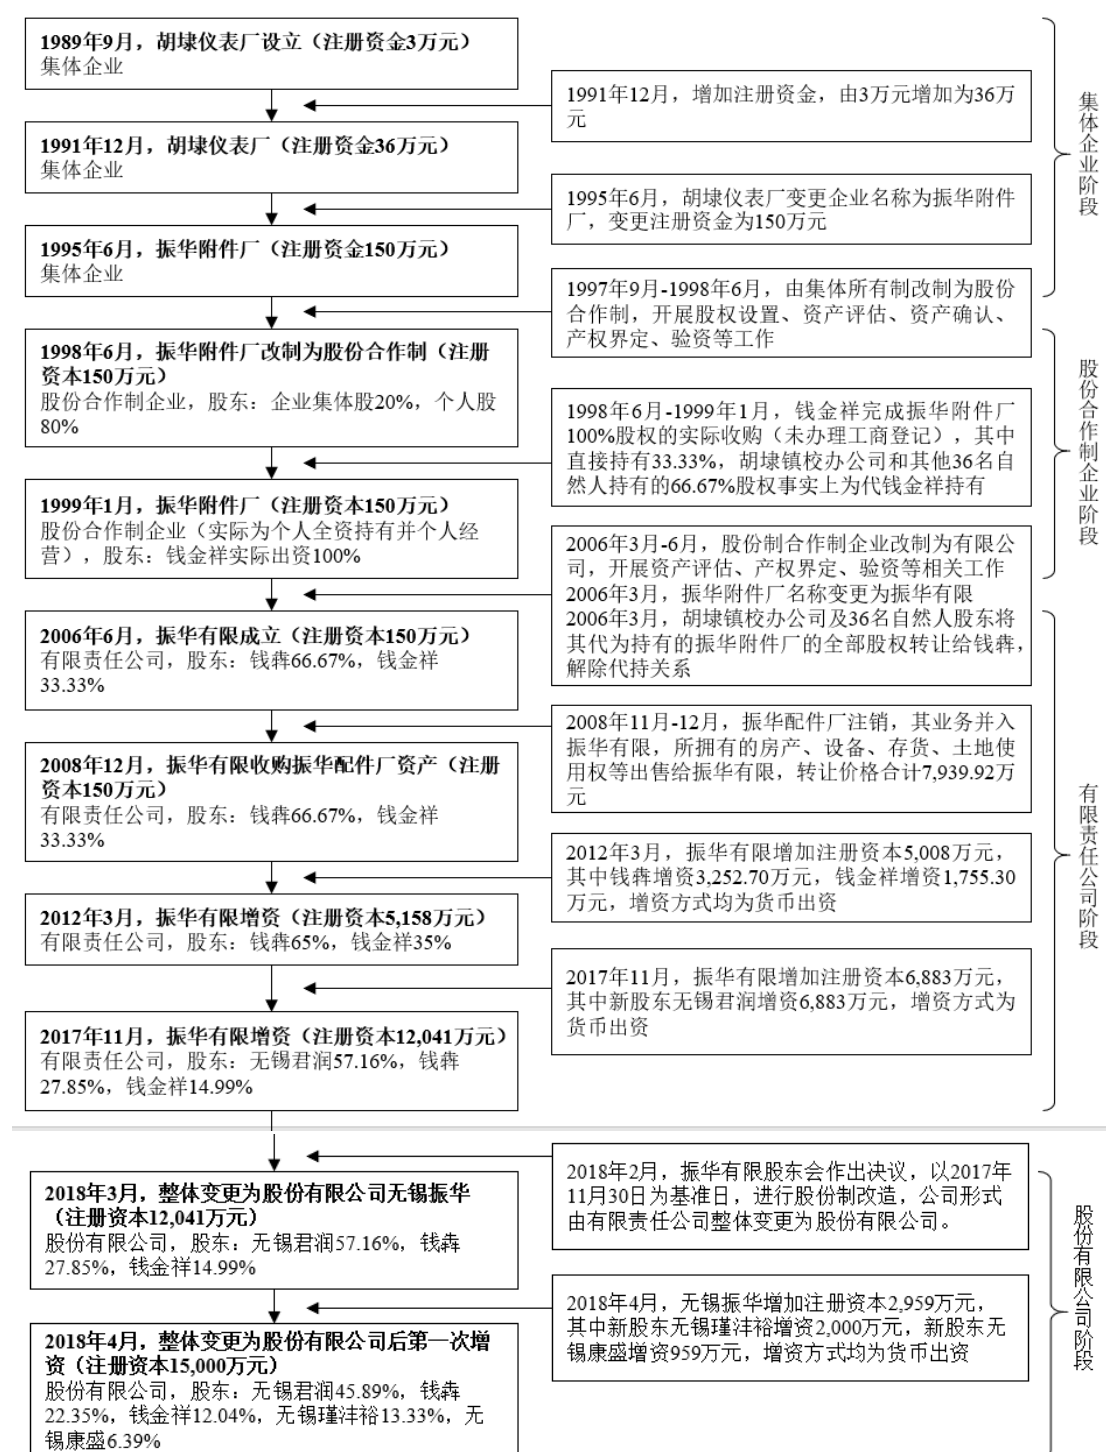 1989年9月，胡埭仪表厂设立（注册资金3万元）
集体企业
1991年12月，增加注册资金，由3万元增加为36万
元
1991年12月，胡埭仪表厂（注册资金36万元）
集体企业
1995年6月，胡埭仪表厂变更企业名称为振华附件
厂，变更注册资金为150万元
1995年6月，振华附件厂（注册资金150万元）
集体企业
集体企业阶段
1997年9月-1998年6月，由集体所有制改制为股份
合作制，开展股权设置、资产评估、资产确认、
产权界定、验资等工作
1998年6月，振华附件厂改制为股份合作制（注册
资本150万元）
股份合作制企业，股东：企业集体股20%，个人股
80%
1998年6月-1999年1月，钱金祥完成振华附件厂
100%股权的实际收购（未办理工商登记），其中
直接持有33.33%，胡埭镇校办公司和其他36名自
然人持有的66.67%股权事实上为代钱金祥持有
1999年1月，振华附件厂（注册资本150万元）
股份合作制企业（实际为个人全资持有并个人经
营），股东：钱金祥实际出资100%
股份合作制企业阶段
2006年3月-6月，股份制合作制企业改制为有限公
司，开展资产评估、产权界定、验资等相关工作
2006年3月，振华附件厂名称变更为振华有限
2006年3月，胡埭镇校办公司及36名自然人股东将
其代为持有的振华附件厂的全部股权转让给钱犇，
解除代持关系
2006年6月，振华有限成立（注册资本150万元）
有限责任公司，股东：钱犇66.67%，钱金祥
33.33%
2008年11月-12月，振华配件厂注销，其业务并入
振华有限，所拥有的房产、设备、存货、土地使
用权等出售给振华有限，转让价格合计7,939.92万
元
2008年12月，振华有限收购振华配件厂资产（注册
资本150万元）
有限责任公司，股东：钱犇66.67%，钱金祥
33.33%
2012年3月，振华有限增加注册资本5,008万元，
其中钱犇增资3,252.70万元，钱金祥增资1,755.30
万元，增资方式均为货币出资
2012年3月，振华有限增资（注册资本5,158万元）
有限责任公司，股东：钱犇65%，钱金祥35%
2017年11月，振华有限增加注册资本6,883万元，
其中新股东无锡君润增资6,883万元，增资方式为
货币出资
2017年11月，振华有限增资（注册资本12,041万元）
有限责任公司，股东：无锡君润57.16%，钱犇
27.85%，钱金祥14.99%
有限责任公司阶段
2018年2月，振华有限股东会作出决议，以2017年
11月30日为基准日，进行股份制改造，公司形式
由有限责任公司整体变更为股份有限公司。
2018年3月，整体变更为股份有限公司无锡振华
（注册资本12,041万元）
股份有限公司，股东：无锡君润57.16%，钱犇
27.85%，钱金祥14.99%
2018年4月，无锡振华增加注册资本2,959万元，
其中新股东无锡瑾沣裕增资2,000万元，新股东无
锡康盛增资959万元，增资方式均为货币出资
2018年4月，整体变更为股份有限公司后第一次增
资（注册资本15,000万元）
股份有限公司，股东：无锡君润45.89%，钱犇
22.35%，钱金祥12.04%，无锡瑾沣裕13.33%，无
锡康盛6.39%
股份有限公司阶段